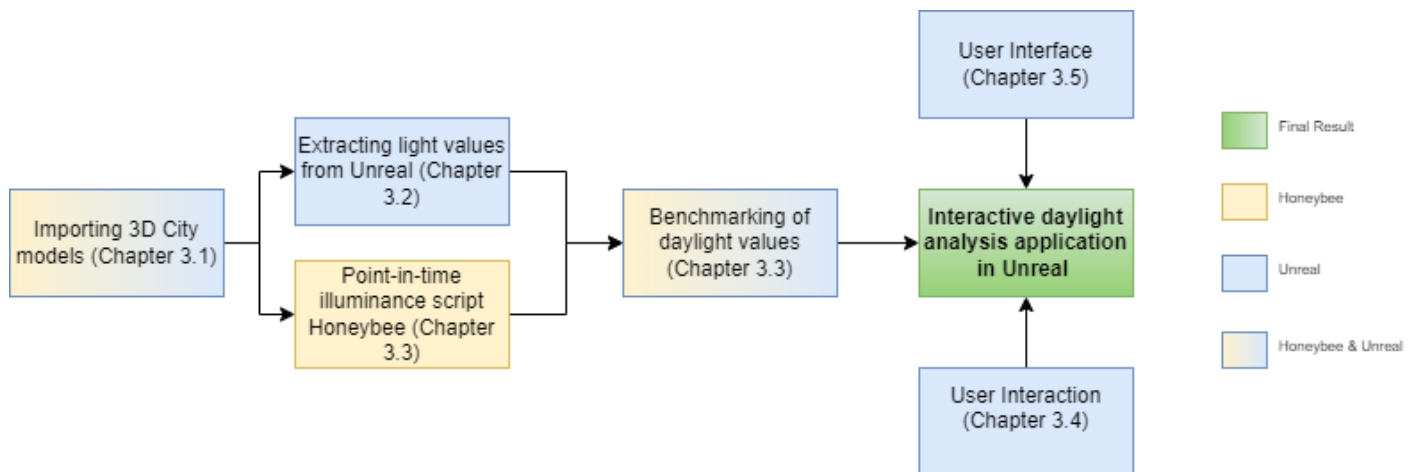 User Interface
(Chapter 3.5)
Extracting light values
from Unreal (Chapter
3.2)
Importing 3D City
models (Chapter 3.1)
Point-in-time
illuminance script
Honeybee (Chapter
3.3)
Benchmarking of
daylight values
(Chapter 3.3)
Interactive daylight
analysis application
in Unreal
User Interaction
(Chapter 3.4)
Final Result
Honeybee
Unreal
Honeybee & Unreal